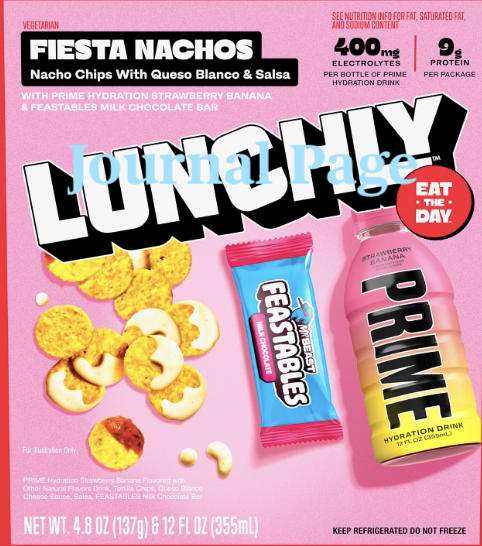 VEGETARIAN
FIESTA NACHOS
Nacho Chips With Queso Blanco & Salsa
WITH PRIME HYDRATION STRAWBERRY BANANA
& FEASTABLES MILK CHOCOLATE BAR
SEE NUTRITION INFO FOR FAT, SATURATED FAT,
AND SODIUM CONTENT
400mg
ELECTROLYTES
PER BOTTLE OF PRIME
HYDRATION DRINK
9g
PROTEIN
PER PACKAGE
LUNCHLY™
Journal Page
EAT
• THE •
DAY.
STRAWBERRY
BANANA
PRIME
HYDRATION DRINK
12 FL OZ (355mL)
MRBEAST
FEASTABLES
MILK CHOCOLATE
For Illustration Only
PRIME Hydration Strawberry Banana Flavored with
Other Natural Flavors Drink, Tortilla Chips, Queso Blanco
Cheese Sauce, Salsa, FEASTABLES Milk Chocolate Bar
NET WT. 4.8 OZ (137g) & 12 FL OZ (355mL)
KEEP REFRIGERATED DO NOT FREEZE